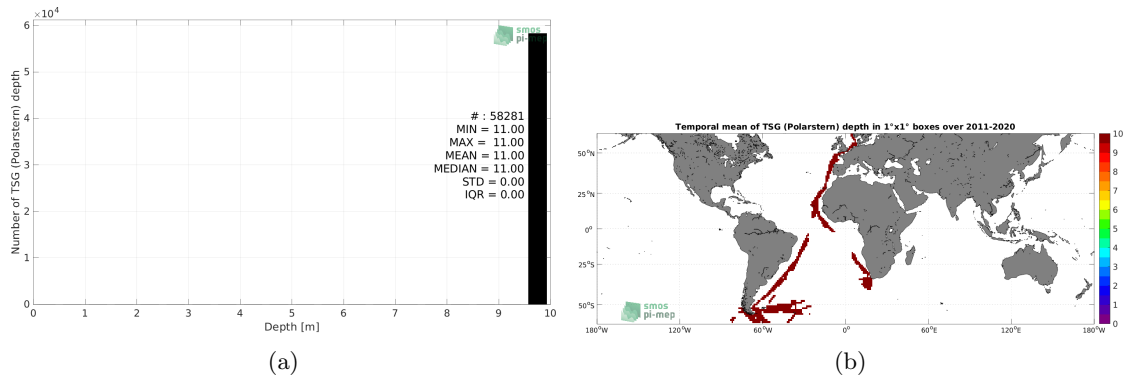 ×10⁴
6
5
4
3
2
1
0
Number of TSG (Polarstern) depth
smos
pi-mep
# : 58281
MIN = 11.00
MAX = 11.00
MEAN = 11.00
MEDIAN = 11.00
STD = 0.00
IQR = 0.00
0 1 2 3 4 5 6 7 8 9 10
Depth [m]
(a)
Temporal mean of TSG (Polarstern) depth in 1°x1° boxes over 2011-2020
50°N
25°N
0°
25°S
50°S
smos
pi-mep
180°W 120°W 60°W 0° 60°E 120°E 180°W
10
9
8
7
6
5
4
3
2
1
0
(b)